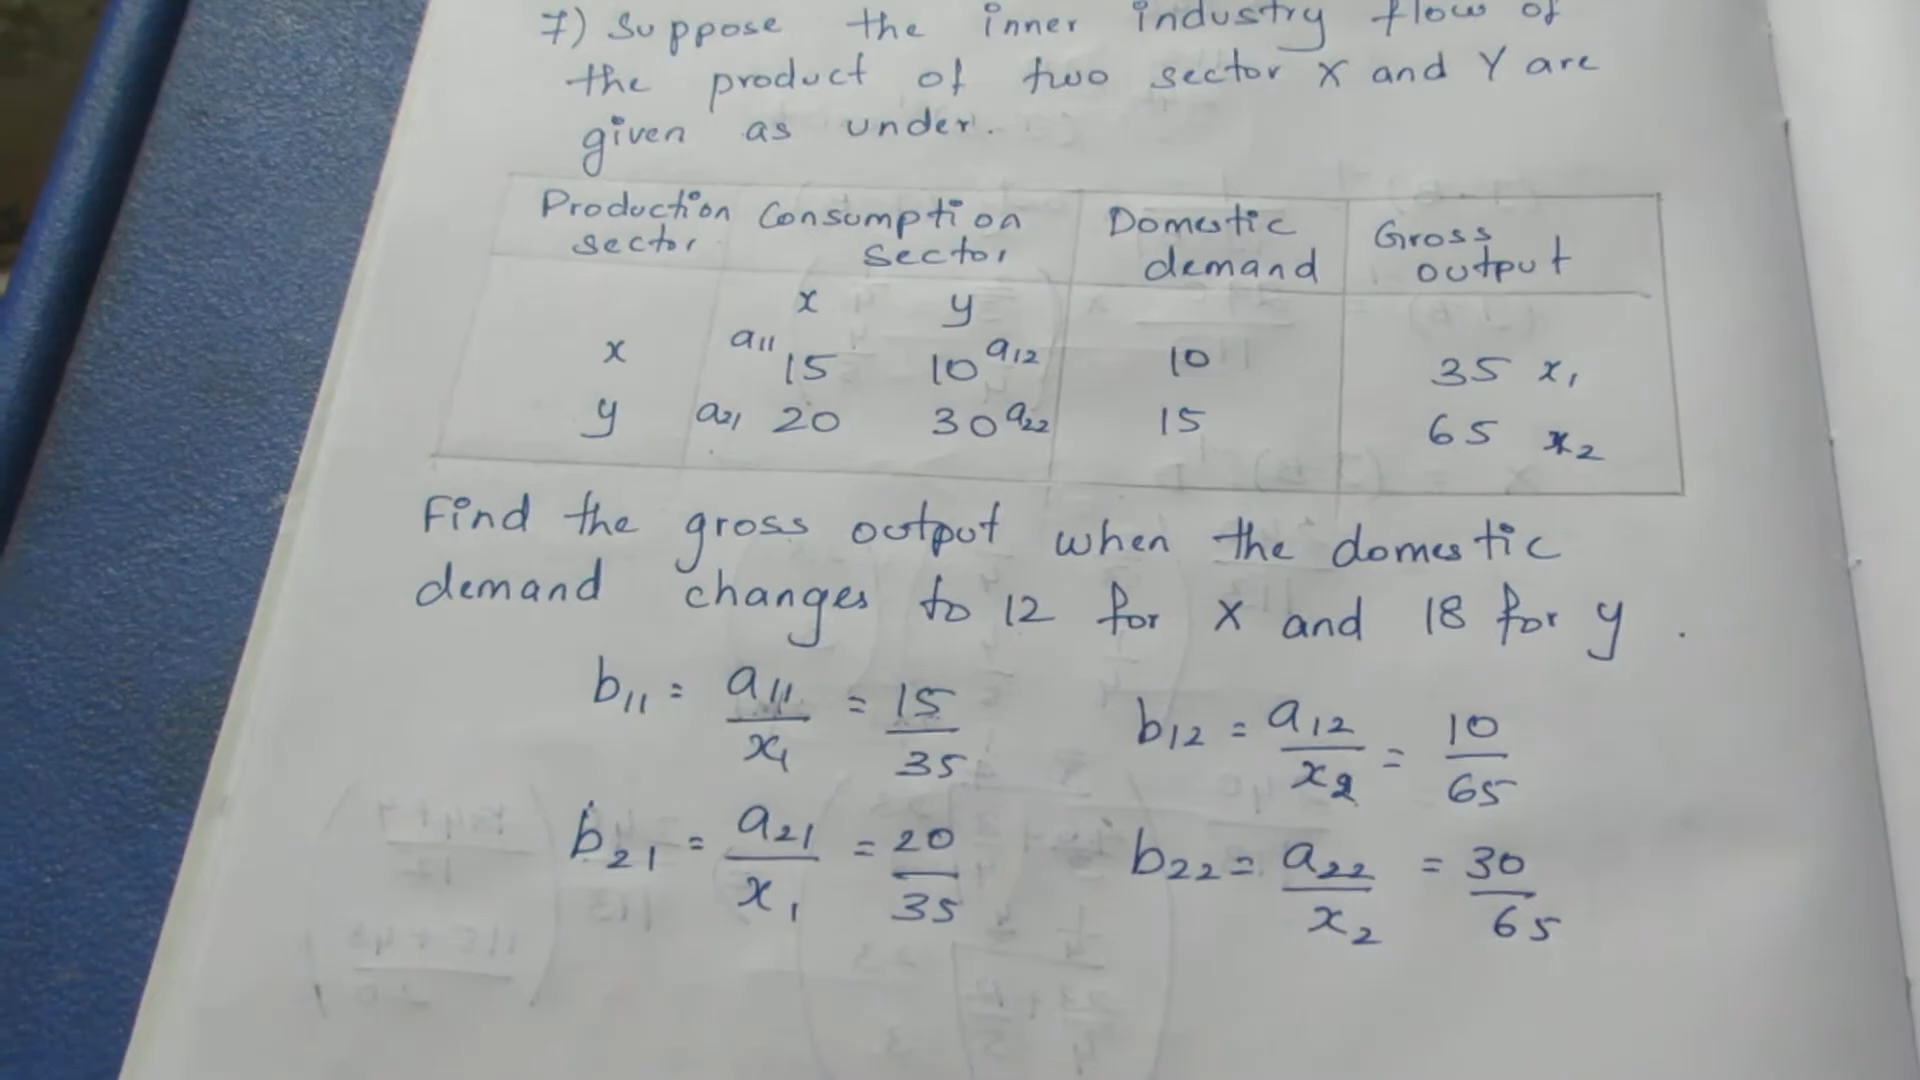 7) Suppose the inner industry flow of
the product of two sector X and Y are
given as under.
Production sector Consumption sector Domestic demand Gross output
x y
x a11 15 10 a12 10 35 x1
y a21 20 30 a22 15 65 x2
Find the gross output when the domestic
demand changes to 12 for X and 18 for y.
b11 = a11/x1 = 15/35 b12 = a12/x2 = 10/65
b21 = a21/x1 = 20/35 b22 = a22/x2 = 30/65